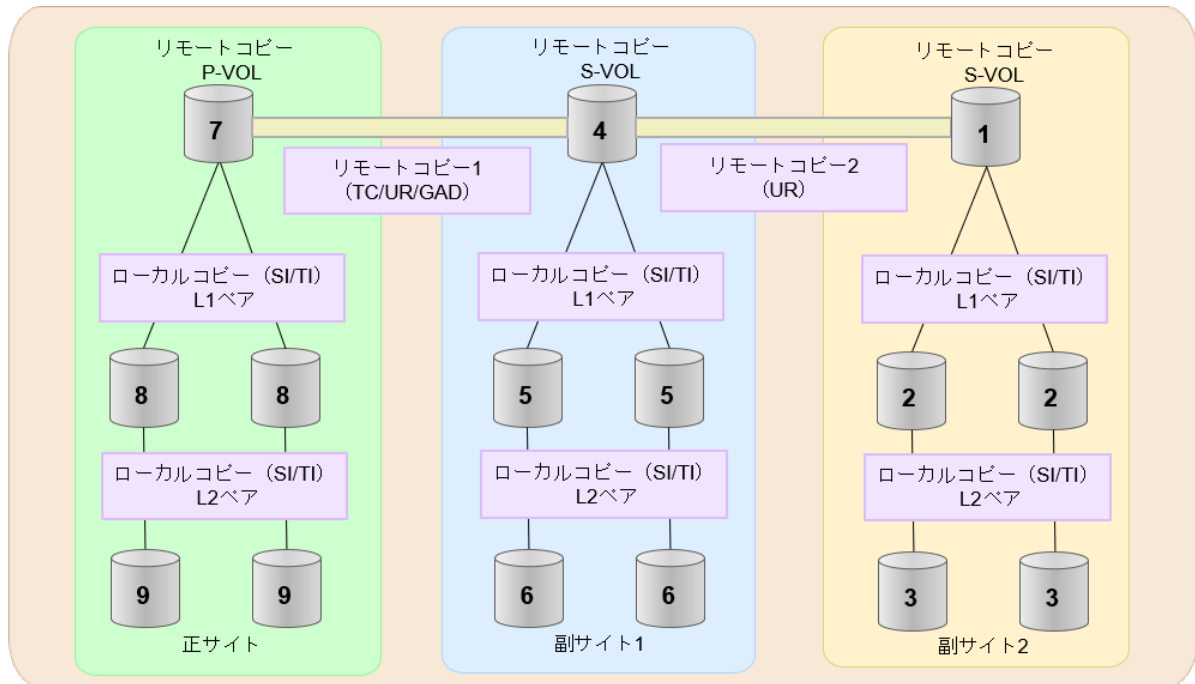 リモートコピー
P-VOL
リモートコピー
S-VOL
リモートコピー
S-VOL
7
4
1
リモートコピー1
（TC/UR/GAD）
リモートコピー2
（UR）
ローカルコピー（SI/TI）
L1ペア
ローカルコピー（SI/TI）
L1ペア
ローカルコピー（SI/TI）
L1ペア
8
8
5
5
2
2
ローカルコピー（SI/TI）
L2ペア
ローカルコピー（SI/TI）
L2ペア
ローカルコピー（SI/TI）
L2ペア
9
9
6
6
3
3
正サイト
副サイト1
副サイト2